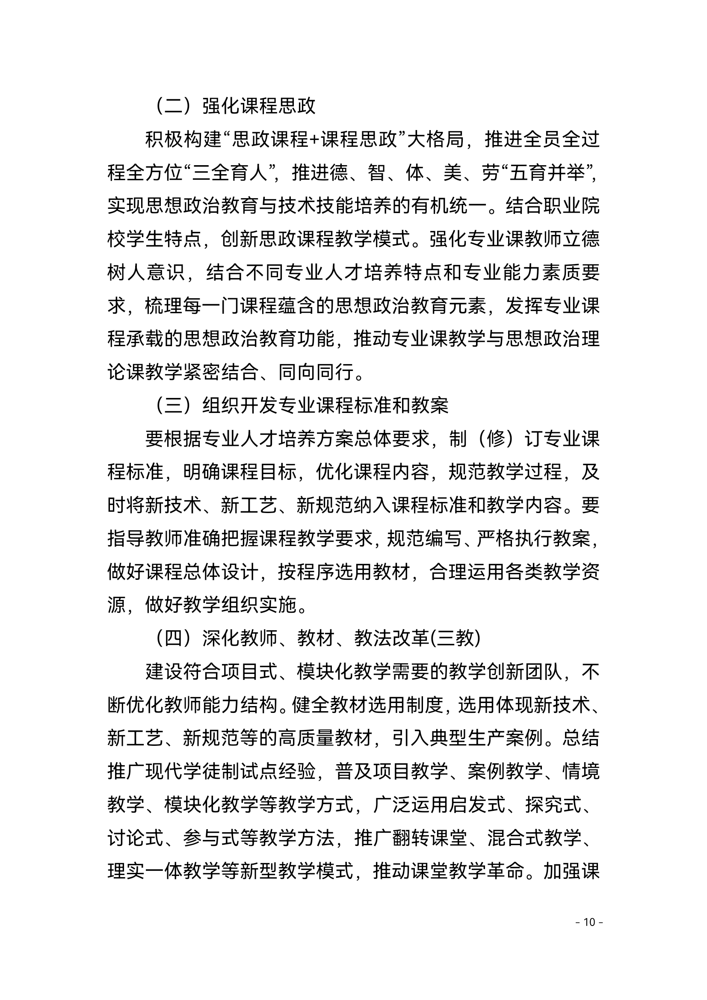 （二）强化课程思政
积极构建“思政课程+课程思政”大格局，推进全员全过
程全方位“三全育人”，推进德、智、体、美、劳“五育并举”，
实现思想政治教育与技术技能培养的有机统一。结合职业院
校学生特点，创新思政课程教学模式。强化专业课教师立德
树人意识，结合不同专业人才培养特点和专业能力素质要
求，梳理每一门课程蕴含的思想政治教育元素，发挥专业课
程承载的思想政治教育功能，推动专业课教学与思想政治理
论课教学紧密结合、同向同行。
（三）组织开发专业课程标准和教案
要根据专业人才培养方案总体要求，制（修）订专业课
程标准，明确课程目标，优化课程内容，规范教学过程，及
时将新技术、新工艺、新规范纳入课程标准和教学内容。要
指导教师准确把握课程教学要求，规范编写、严格执行教案，
做好课程总体设计，按程序选用教材，合理运用各类教学资
源，做好教学组织实施。
（四）深化教师、教材、教法改革(三教)
建设符合项目式、模块化教学需要的教学创新团队，不
断优化教师能力结构。健全教材选用制度，选用体现新技术、
新工艺、新规范等的高质量教材，引入典型生产案例。总结
推广现代学徒制试点经验，普及项目教学、案例教学、情境
教学、模块化教学等教学方式，广泛运用启发式、探究式、
讨论式、参与式等教学方法，推广翻转课堂、混合式教学、
理实一体教学等新型教学模式，推动课堂教学革命。加强课
- 10 -